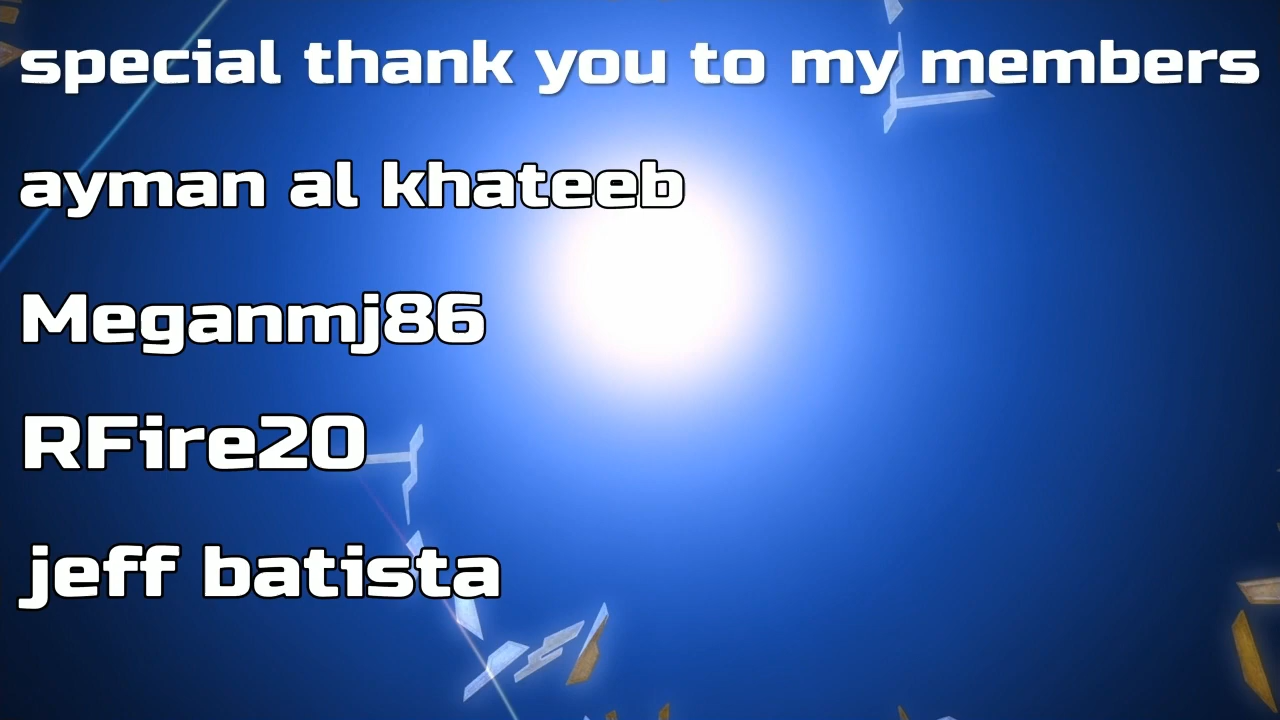 special thank you to my members
ayman al khateeb
Meganmj86
RFire20
jeff batista